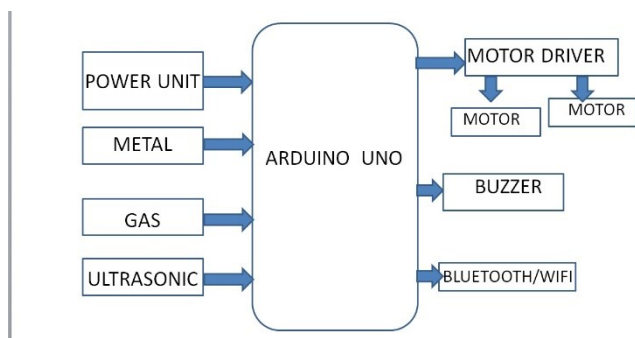 POWER UNIT
METAL
GAS
ULTRASONIC
ARDUINO UNO
MOTOR DRIVER
MOTOR
MOTOR
BUZZER
BLUETOOTH/WIFI